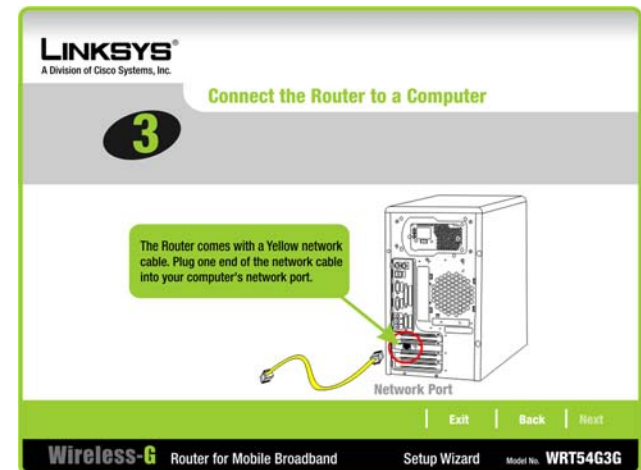 LINKSYS®
A Division of Cisco Systems, Inc.
Connect the Router to a Computer
3
The Router comes with a Yellow network
cable. Plug one end of the network cable
into your computer's network port.
Network Port
Exit Back Next
Wireless-G Router for Mobile Broadband Setup Wizard Model No. WRT54G3G